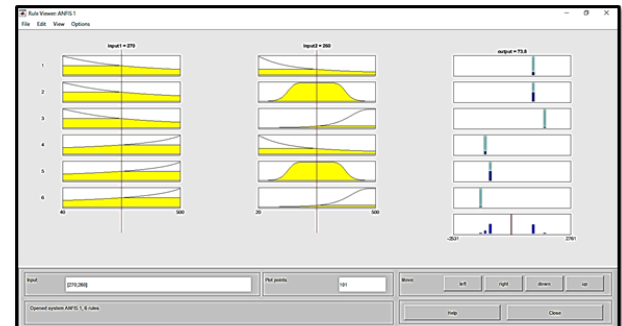 Rule Viewer: ANFIS 1
File Edit View Options
input1 = 270
input2 = 260
output = 73.8
1
2
3
4
5
6
40
500
20
500
-2531
2781
Input:
[270;260]
Plot points:
101
Move:
left
right
down
up
Opened system ANFIS 1, 6 rules
Help
Close